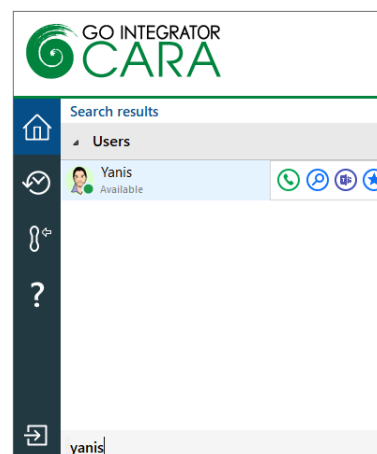 GO INTEGRATOR
CARA
Search results
Users
Yanis
Available
?
yanis